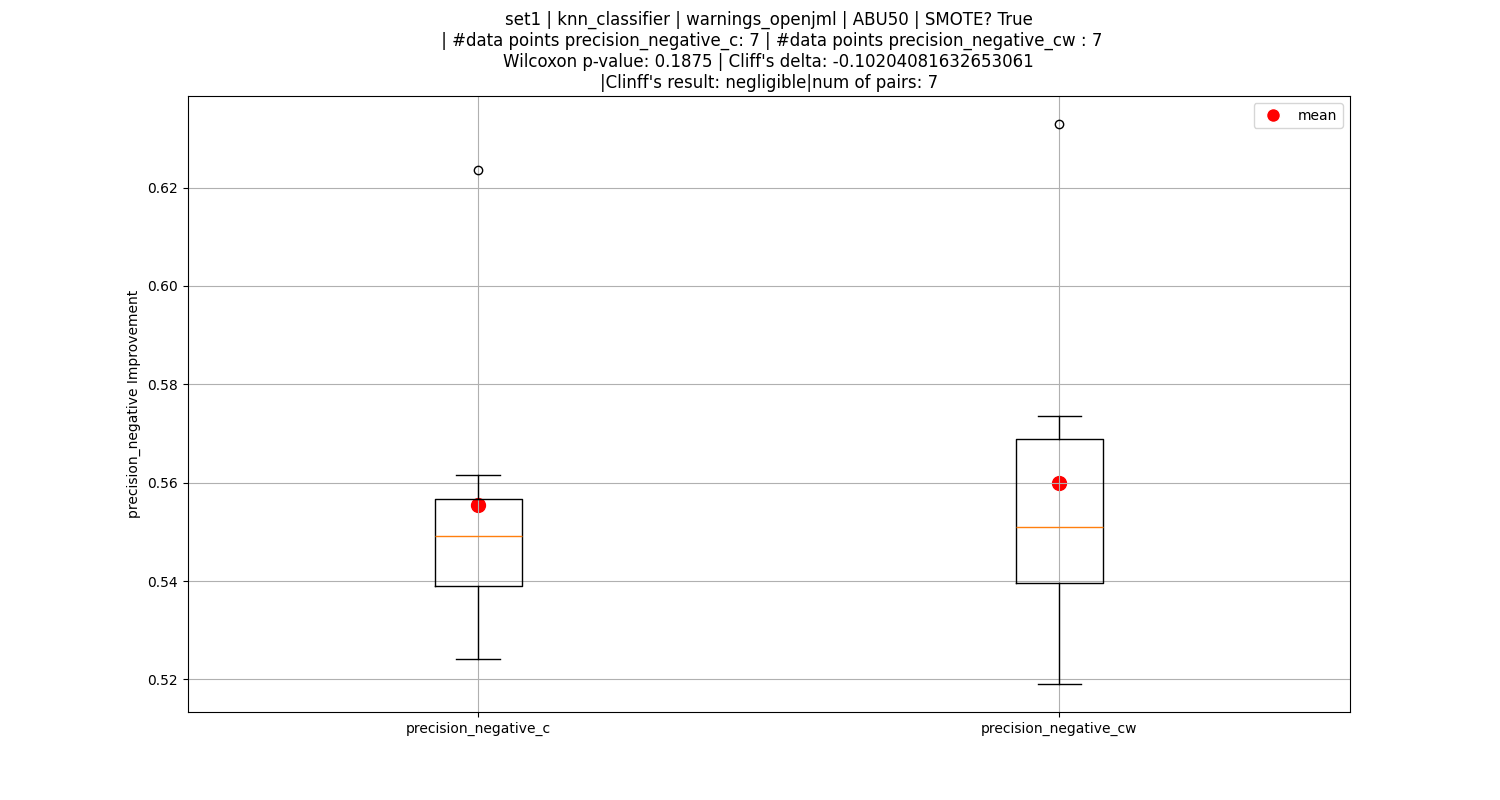 set1 | knn_classifier | warnings_openjml | ABU50 | SMOTE? True
| #data points precision_negative_c: 7 | #data points precision_negative_cw : 7
Wilcoxon p-value: 0.1875 | Cliff's delta: -0.10204081632653061
|Clinff's result: negligible|num of pairs: 7
mean
0.62
0.60
0.58
0.56
0.54
0.52
precision_negative Improvement
precision_negative_c
precision_negative_cw